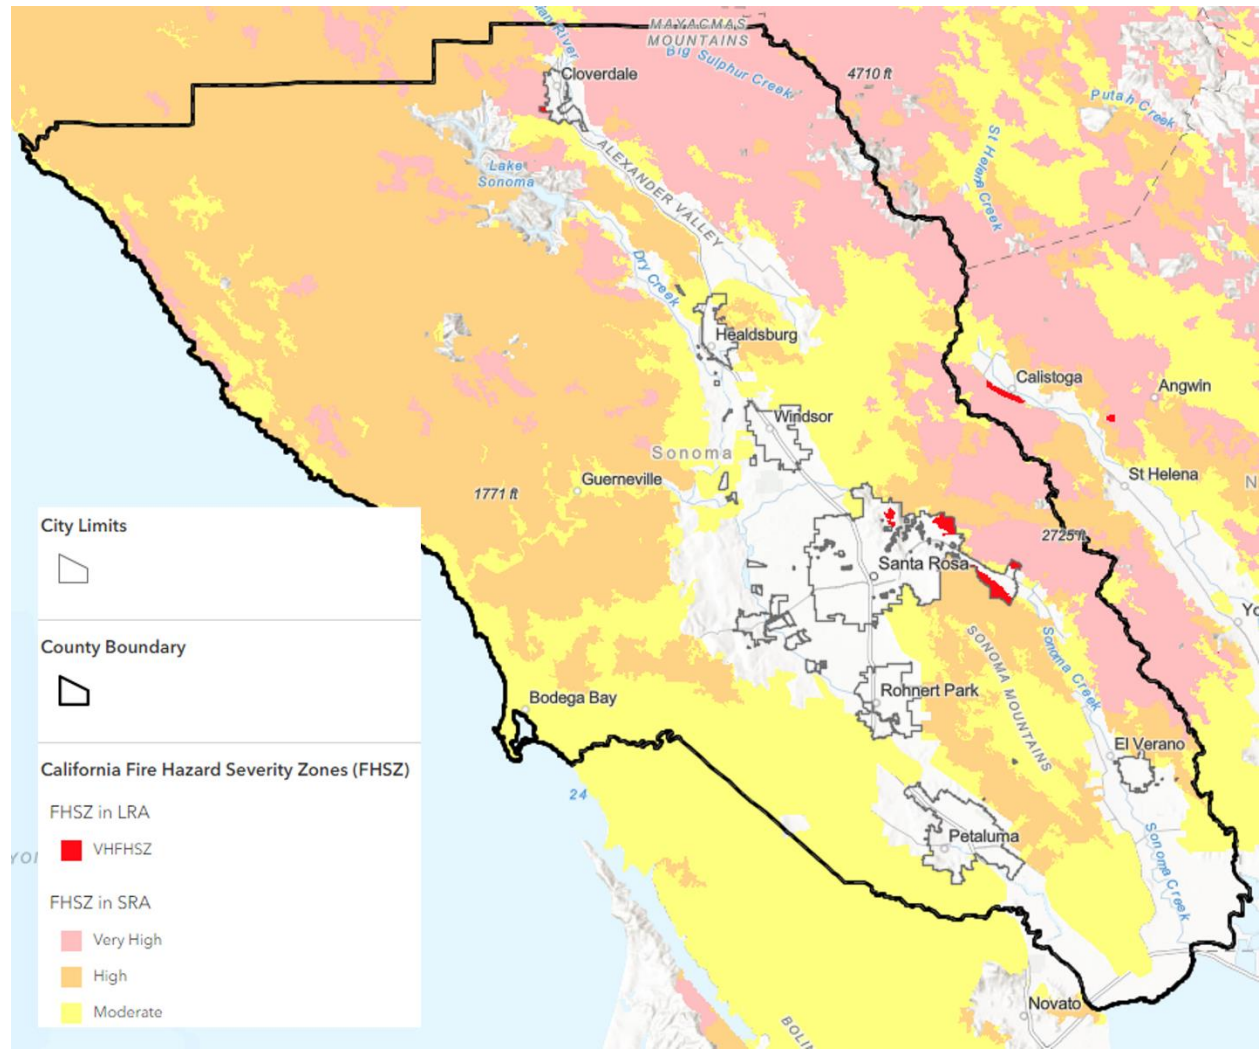 MAYACMAS
MOUNTAINS
Big Sulphur Creek
River
Cloverdale
4710 ft
Putah Creek
St Helena Creek
ALEXANDER VALLEY
Lake
Sonoma
Dry Creek
Healdsburg
Calistoga
Angwin
Windsor
Sonoma
Guerneville
1771 ft
St Helena
2725 ft
Santa Rosa
SONOMA MOUNTAINS
Sonoma Creek
Rohnert Park
Bodega Bay
El Verano
24
Petaluma
Sonoma Creek
Novato
City Limits
County Boundary
California Fire Hazard Severity Zones (FHSZ)
FHSZ in LRA
VHFHSZ
FHSZ in SRA
Very High
High
Moderate